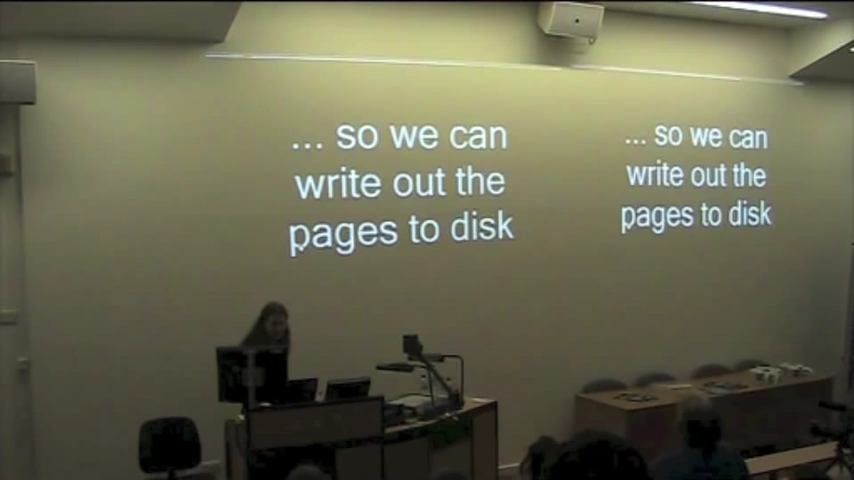 ... so we can
write out the
pages to disk
... so we can
write out the
pages to disk